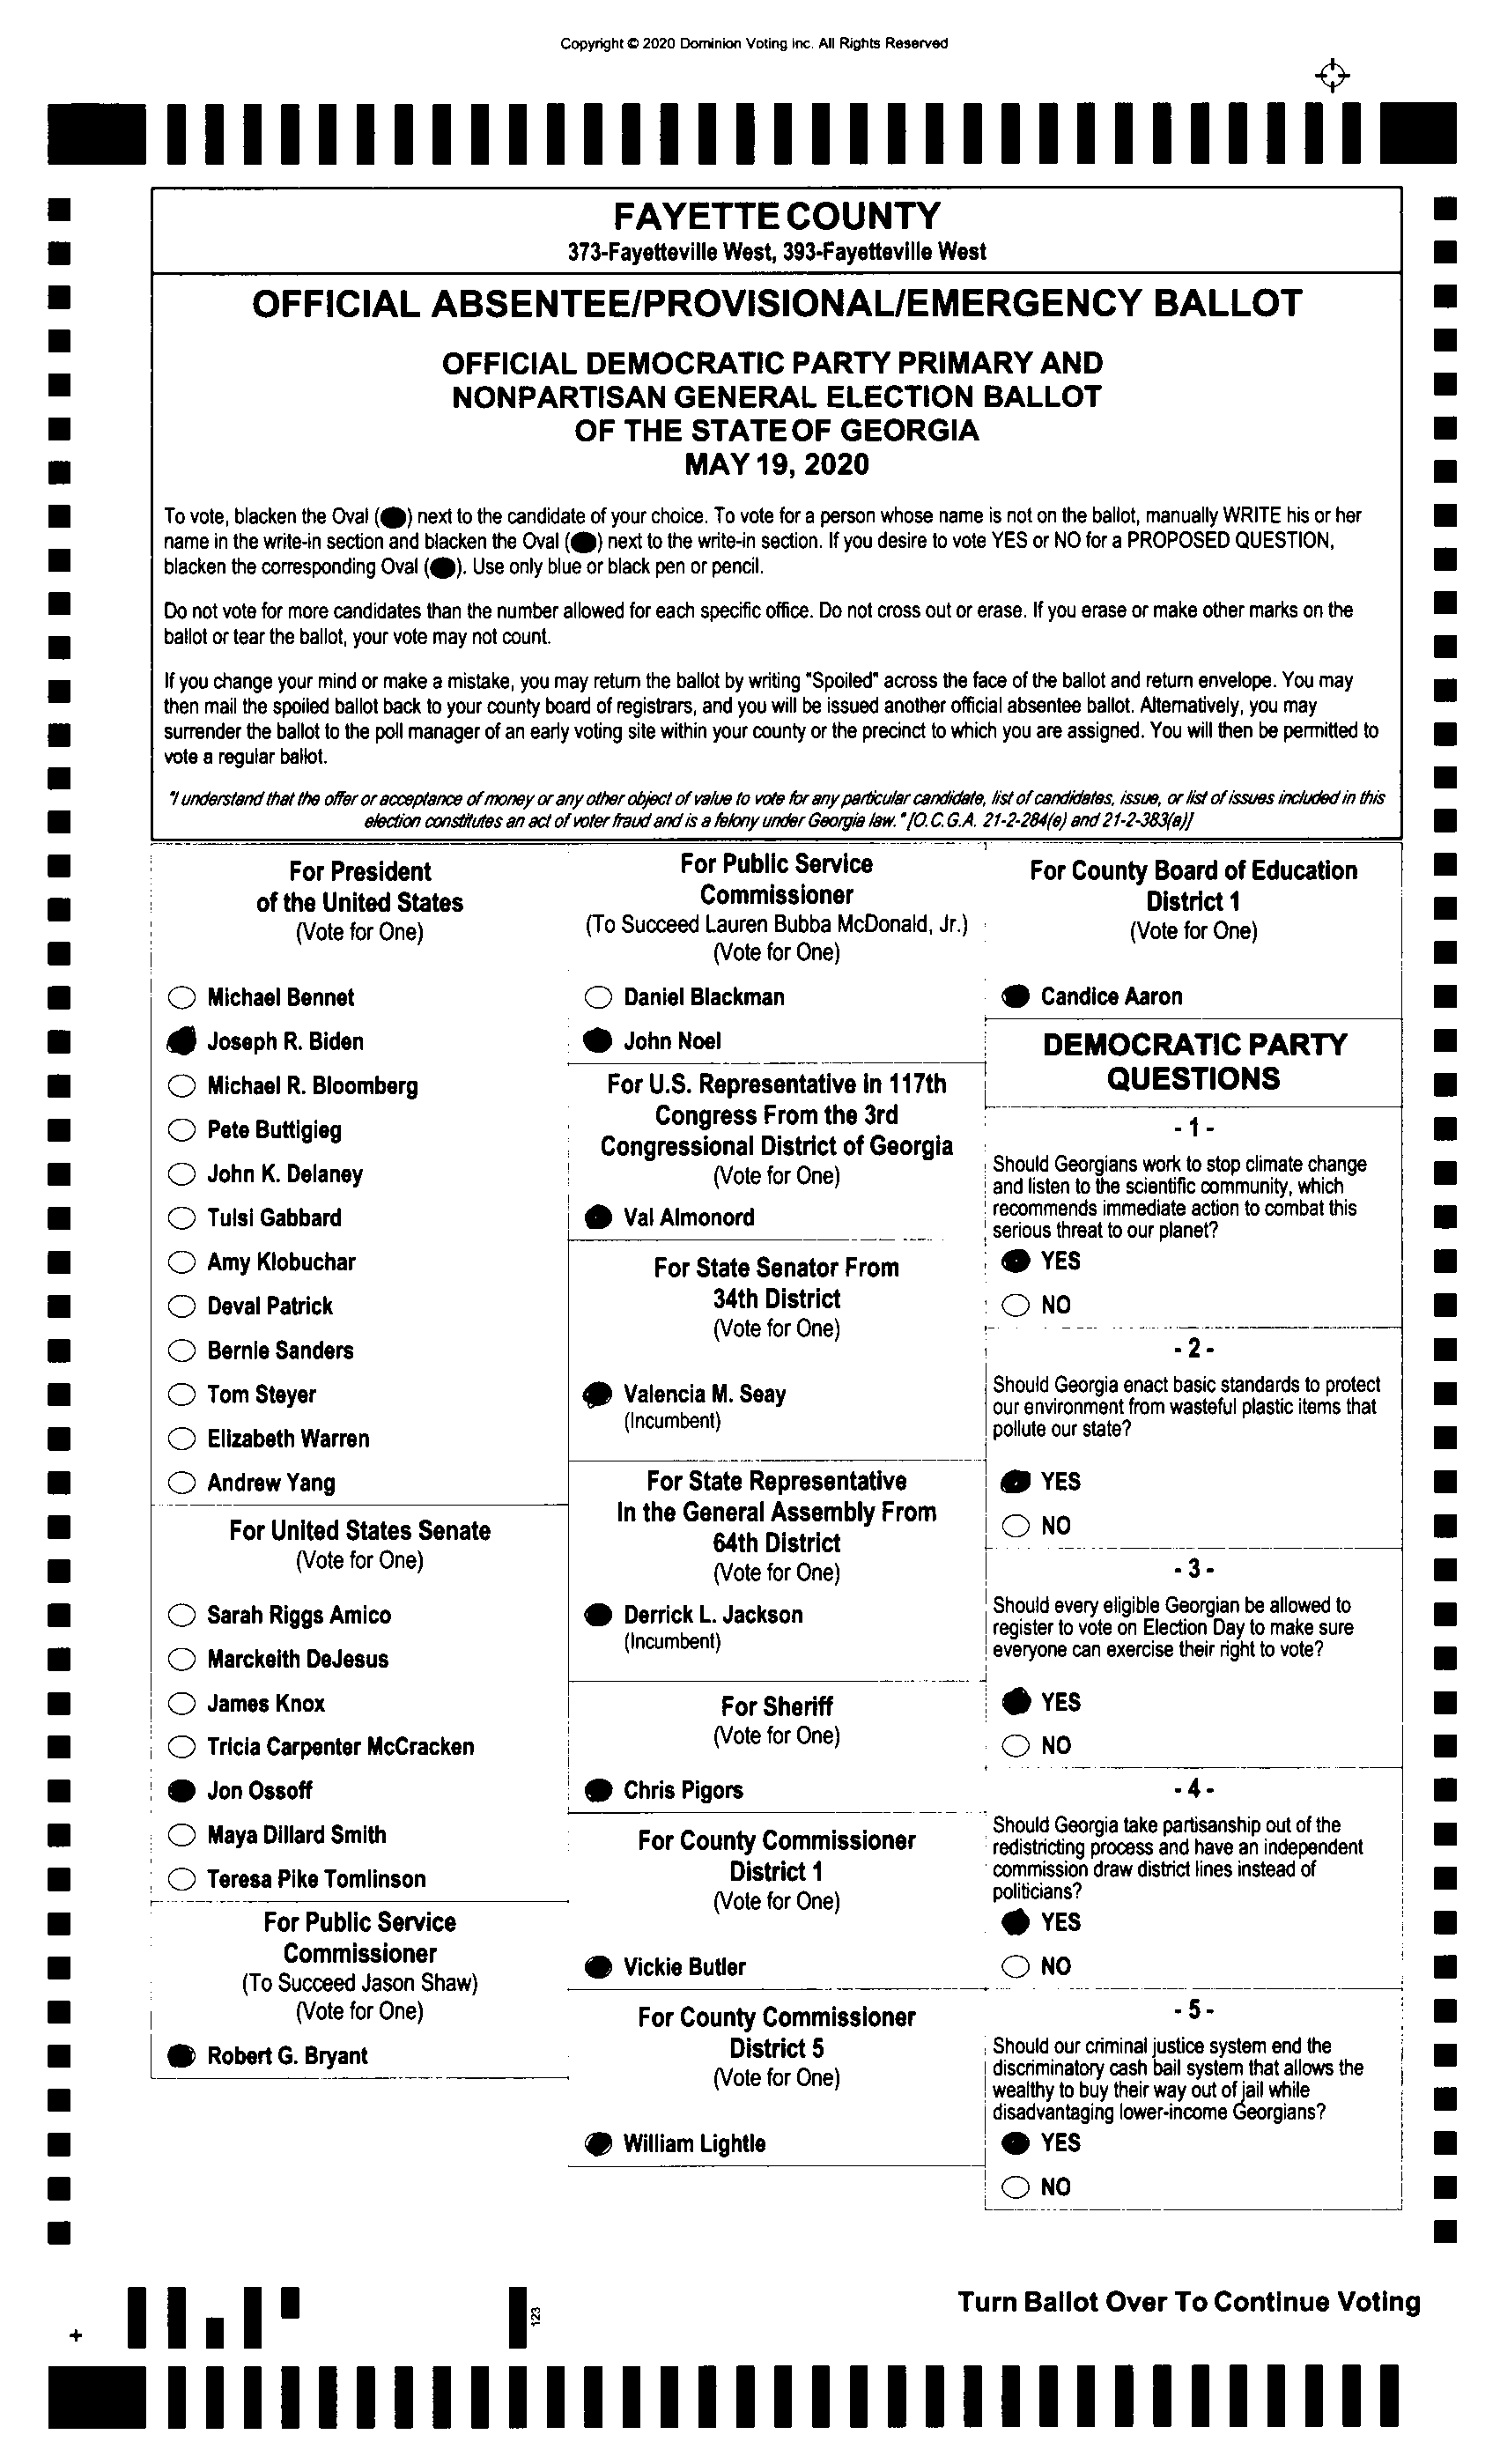 Copyright © 2020 Dominion Voting Inc. All Rights Reserved
FAYETTE COUNTY
373-Fayetteville West, 393-Fayetteville West
OFFICIAL ABSENTEE/PROVISIONAL/EMERGENCY BALLOT
OFFICIAL DEMOCRATIC PARTY PRIMARY AND
NONPARTISAN GENERAL ELECTION BALLOT
OF THE STATE OF GEORGIA
MAY 19, 2020
To vote, blacken the Oval (⬬) next to the candidate of your choice. To vote for a person whose name is not on the ballot, manually WRITE his or her
name in the write-in section and blacken the Oval (⬬) next to the write-in section. If you desire to vote YES or NO for a PROPOSED QUESTION,
blacken the corresponding Oval (⬬). Use only blue or black pen or pencil.
Do not vote for more candidates than the number allowed for each specific office. Do not cross out or erase. If you erase or make other marks on the
ballot or tear the ballot, your vote may not count.
If you change your mind or make a mistake, you may return the ballot by writing "Spoiled" across the face of the ballot and return envelope. You may
then mail the spoiled ballot back to your county board of registrars, and you will be issued another official absentee ballot. Alternatively, you may
surrender the ballot to the poll manager of an early voting site within your county or the precinct to which you are assigned. You will then be permitted to
vote a regular ballot.
"I understand that the offer or acceptance of money or any other object of value to vote for any particular candidate, list of candidates, issue, or list of issues included in this
election constitutes an act of voter fraud and is a felony under Georgia law." [O.C.G.A. 21-2-284(e) and 21-2-383(a)]
For President
of the United States
(Vote for One)
Michael Bennet
Joseph R. Biden
Michael R. Bloomberg
Pete Buttigieg
John K. Delaney
Tulsi Gabbard
Amy Klobuchar
Deval Patrick
Bernie Sanders
Tom Steyer
Elizabeth Warren
Andrew Yang
For United States Senate
(Vote for One)
Sarah Riggs Amico
Marckeith DeJesus
James Knox
Tricia Carpenter McCracken
Jon Ossoff
Maya Dillard Smith
Teresa Pike Tomlinson
For Public Service
Commissioner
(To Succeed Jason Shaw)
(Vote for One)
Robert G. Bryant
For Public Service
Commissioner
(To Succeed Lauren Bubba McDonald, Jr.)
(Vote for One)
Daniel Blackman
John Noel
For U.S. Representative in 117th
Congress From the 3rd
Congressional District of Georgia
(Vote for One)
Val Almonord
For State Senator From
34th District
(Vote for One)
Valencia M. Seay
(Incumbent)
For State Representative
In the General Assembly From
64th District
(Vote for One)
Derrick L. Jackson
(Incumbent)
For Sheriff
(Vote for One)
Chris Pigors
For County Commissioner
District 1
(Vote for One)
Vickie Butler
For County Commissioner
District 5
(Vote for One)
William Lightle
For County Board of Education
District 1
(Vote for One)
Candice Aaron
DEMOCRATIC PARTY
QUESTIONS
- 1 -
Should Georgians work to stop climate change
and listen to the scientific community, which
recommends immediate action to combat this
serious threat to our planet?
YES
NO
- 2 -
Should Georgia enact basic standards to protect
our environment from wasteful plastic items that
pollute our state?
YES
NO
- 3 -
Should every eligible Georgian be allowed to
register to vote on Election Day to make sure
everyone can exercise their right to vote?
YES
NO
- 4 -
Should Georgia take partisanship out of the
redistricting process and have an independent
commission draw district lines instead of
politicians?
YES
NO
- 5 -
Should our criminal justice system end the
discriminatory cash bail system that allows the
wealthy to buy their way out of jail while
disadvantaging lower-income Georgians?
YES
NO
Turn Ballot Over To Continue Voting
+
123